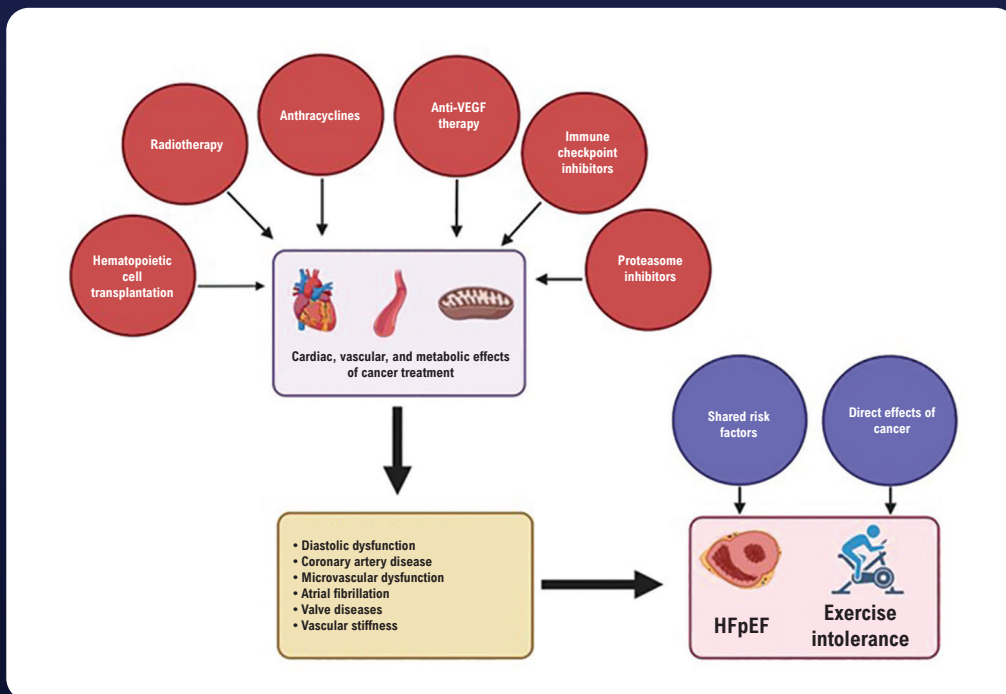 Anthracyclines
Anti-VEGF
therapy
Radiotherapy
Immune
checkpoint
inhibitors
Hematopoietic
cell
transplantation
Proteasome
inhibitors
Cardiac, vascular, and metabolic effects
of cancer treatment
Shared risk
factors
Direct effects of
cancer
• Diastolic dysfunction
• Coronary artery disease
• Microvascular dysfunction
• Atrial fibrillation
• Valve diseases
• Vascular stiffness
HFpEF
Exercise
intolerance